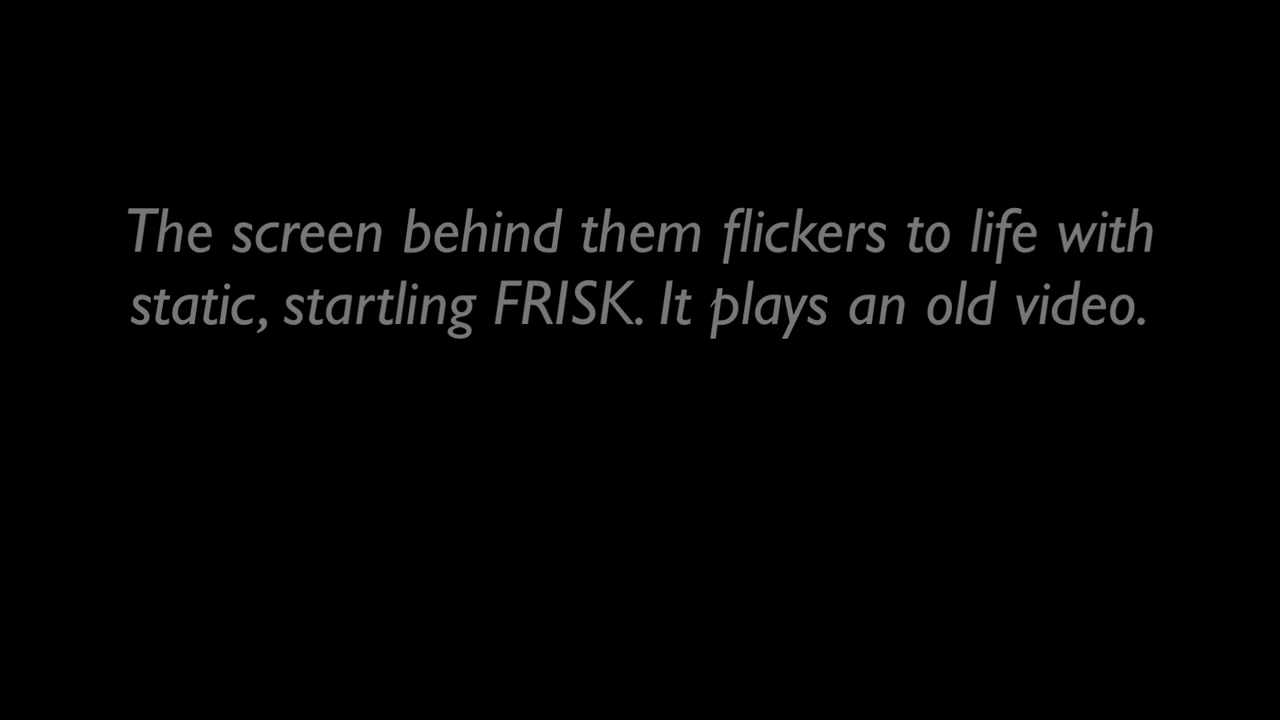 The screen behind them flickers to life with
static, startling FRISK. It plays an old video.